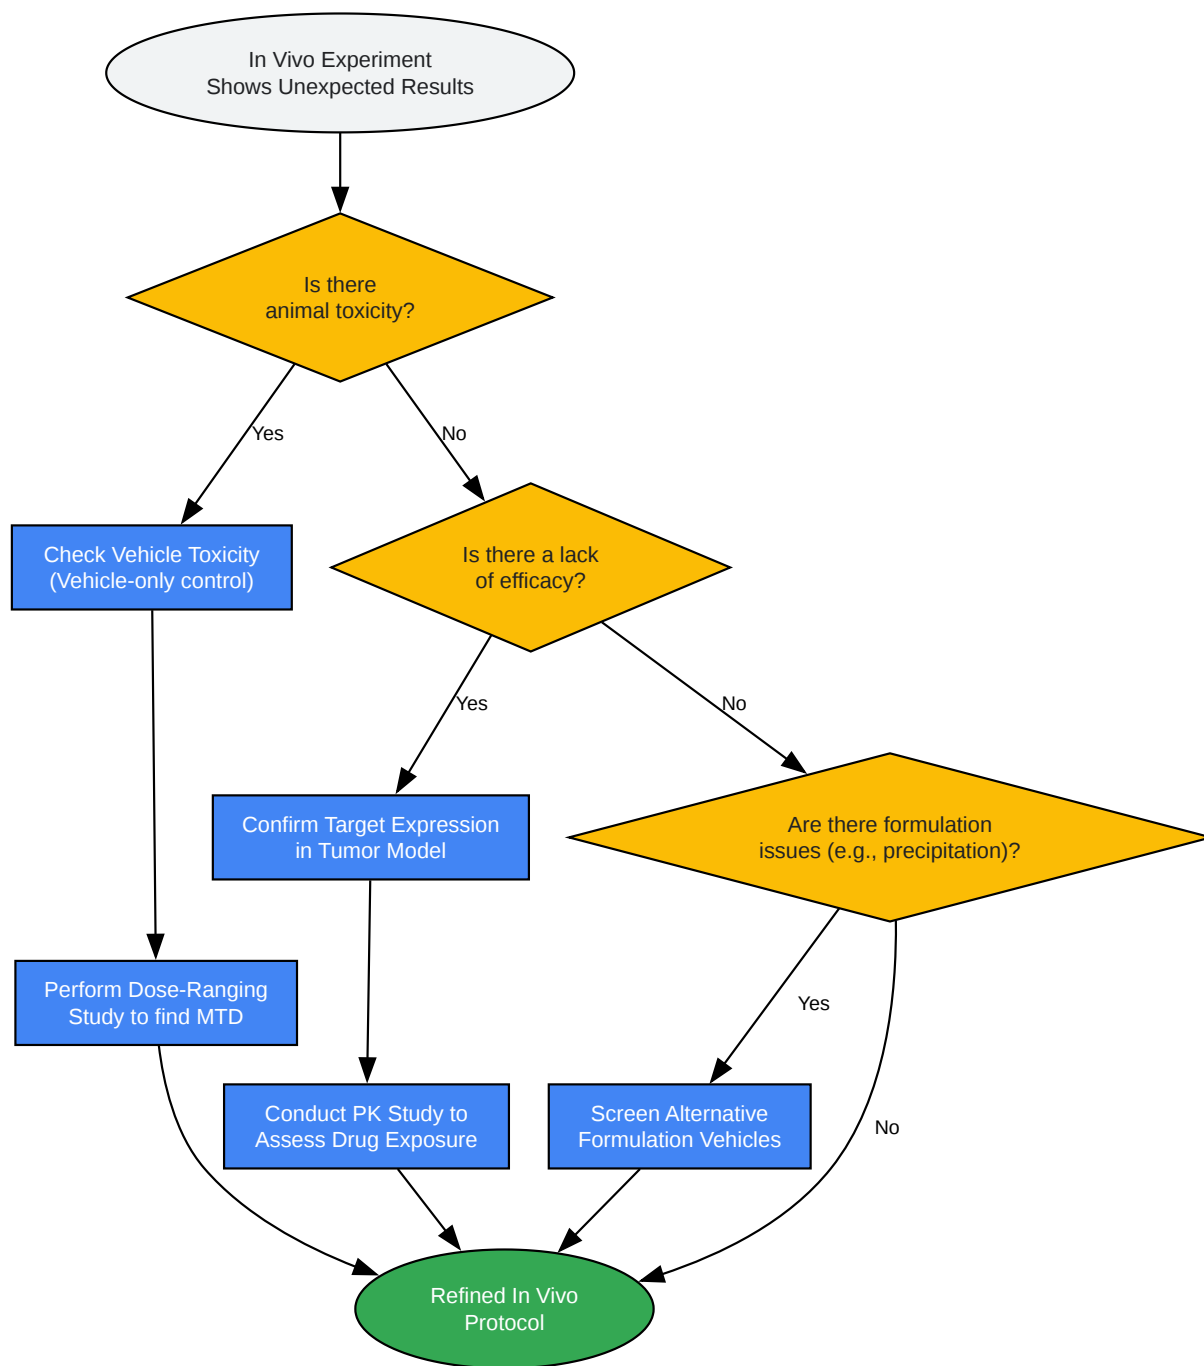 In Vivo Experiment
Shows Unexpected Results
Is there
animal toxicity?
Yes
No
Check Vehicle Toxicity
(Vehicle-only control)
Is there a lack
of efficacy?
Yes
No
Confirm Target Expression
in Tumor Model
Are there formulation
issues (e.g., precipitation)?
Perform Dose-Ranging
Study to find MTD
Yes
No
Conduct PK Study to
Assess Drug Exposure
Screen Alternative
Formulation Vehicles
Refined In Vivo
Protocol